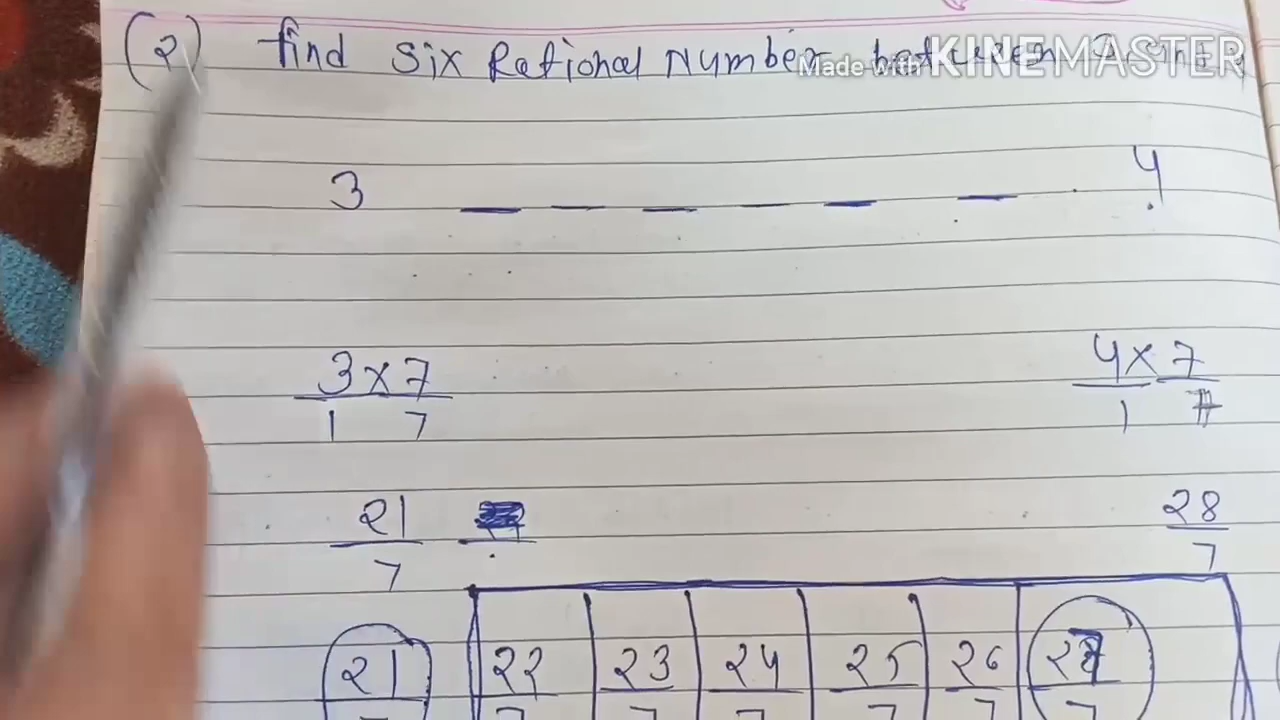 (2) find six Rational Number between 3 and 4
Made with KINEMASTER
3 _ _ _ _ _ _ 4
3 × 7 4 × 7
1 7 1 7
21 28
7 7
21 22 23 24 25 26 27
7 7 7 7 7 7 7